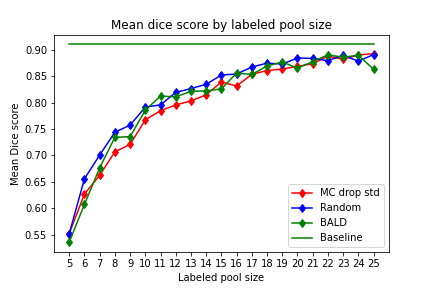 Mean dice score by labeled pool size
Mean Dice score
0.90
0.85
0.80
0.75
0.70
0.65
0.60
0.55
MC drop std
Random
BALD
Baseline
5 6 7 8 9 10 11 12 13 14 15 16 17 18 19 20 21 22 23 24 25
Labeled pool size